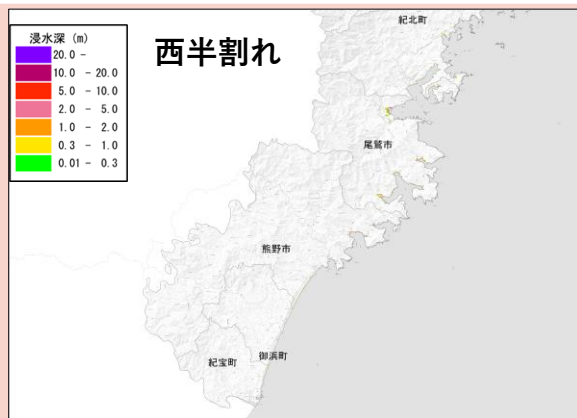 西半割れ
浸水深 (m)
20.0 -
10.0 - 20.0
5.0 - 10.0
2.0 - 5.0
1.0 - 2.0
0.3 - 1.0
0.01 - 0.3
紀北町
尾鷲市
熊野市
御浜町
紀宝町